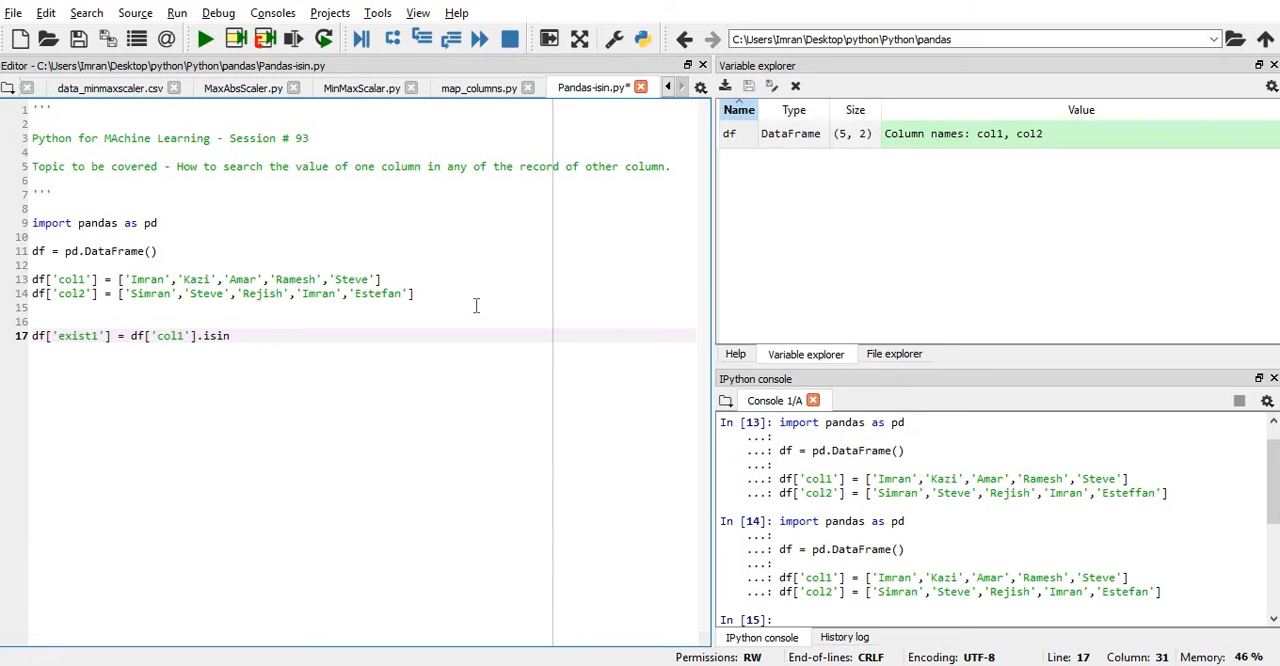 File Edit Search Source Run Debug Consoles Projects Tools View Help
C:\Users\Imran\Desktop\python\Python\pandas
Editor - C:\Users\Imran\Desktop\python\Python\pandas\Pandas-isin.py
data_minmaxscaler.csv MaxAbsScaler.py MinMaxScalar.py map_columns.py Pandas-isin.py*
1 '''
2
3 Python for MAchine Learning - Session # 93
4
5 Topic to be covered - How to search the value of one column in any of the record of other column.
6
7 '''
8
9 import pandas as pd
10
11 df = pd.DataFrame()
12
13 df['col1'] = ['Imran','Kazi','Amar','Ramesh','Steve']
14 df['col2'] = ['Simran','Steve','Rejish','Imran','Estefan']
15
16
17 df['exist1'] = df['col1'].isin
Variable explorer
Name Type Size Value
df DataFrame (5, 2) Column names: col1, col2
Help Variable explorer File explorer
IPython console
Console 1/A
In [13]: import pandas as pd
...:
...: df = pd.DataFrame()
...:
...: df['col1'] = ['Imran','Kazi','Amar','Ramesh','Steve']
...: df['col2'] = ['Simran','Steve','Rejish','Imran','Esteffan']
In [14]: import pandas as pd
...:
...: df = pd.DataFrame()
...:
...: df['col1'] = ['Imran','Kazi','Amar','Ramesh','Steve']
...: df['col2'] = ['Simran','Steve','Rejish','Imran','Estefan']
In [15]:
IPython console History log
Permissions: RW End-of-lines: CRLF Encoding: UTF-8 Line: 17 Column: 31 Memory: 46 %